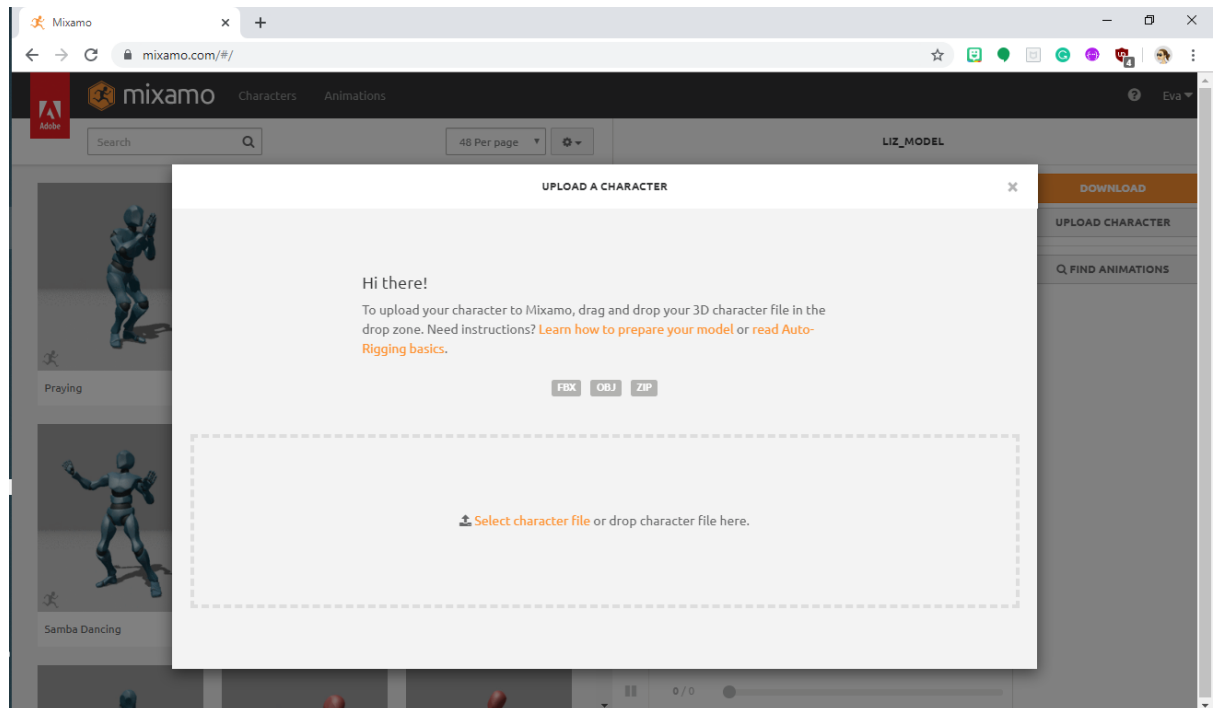 Mixamo
mixamo.com/#/
4
Adobe
mixamo
Characters
Animations
Eva
Search
48 Per page
LIZ_MODEL
UPLOAD A CHARACTER
DOWNLOAD
UPLOAD CHARACTER
FIND ANIMATIONS
Hi there!
To upload your character to Mixamo, drag and drop your 3D character file in the
drop zone. Need instructions? Learn how to prepare your model or read Auto-
Rigging basics.
FBX OBJ ZIP
Praying
Select character file or drop character file here.
Samba Dancing
0 / 0